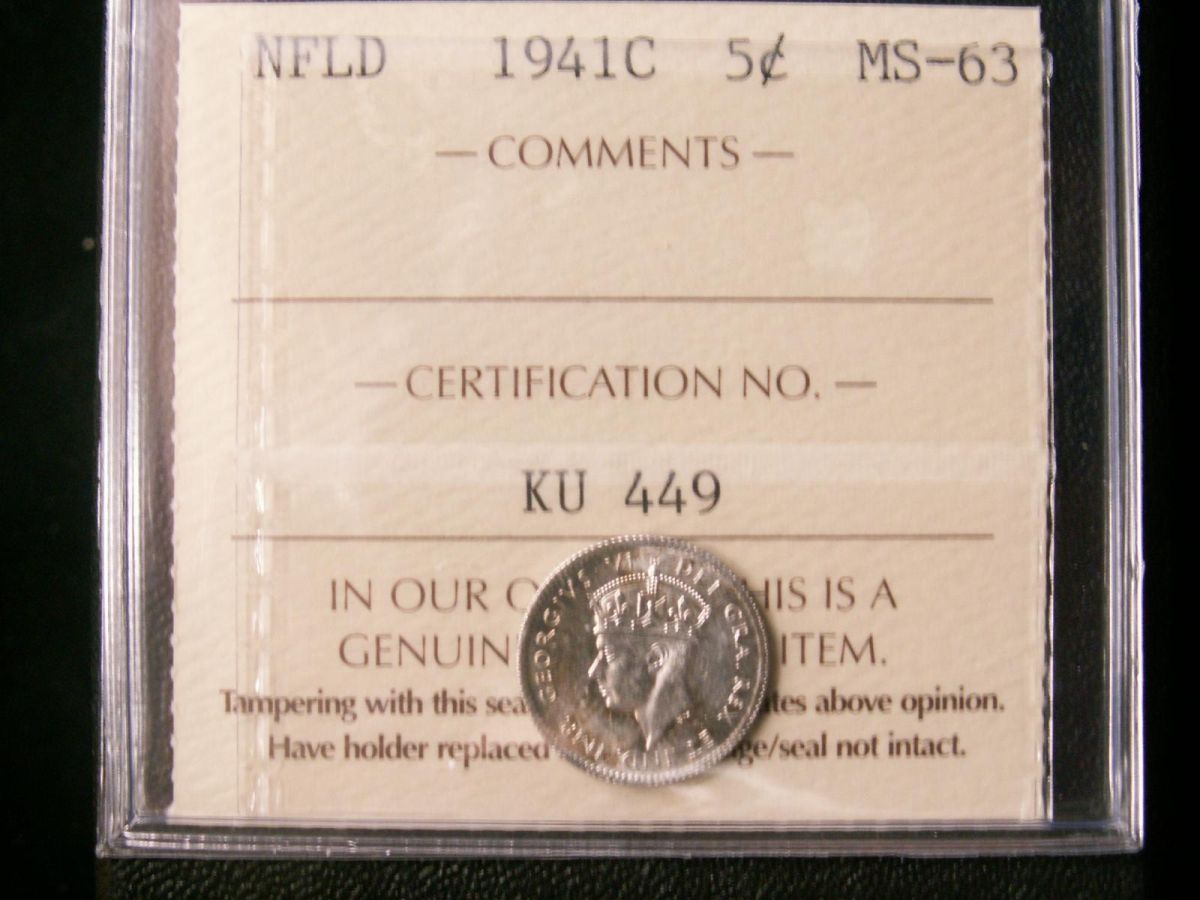 NFLD 1941C 5¢ MS-63
— COMMENTS —
— CERTIFICATION NO. —
KU 449
IN OUR O HIS IS A
GENUIN ITEM.
Tampering with this sea tes above opinion.
Have holder replaced ge/seal not intact.
GEORGIVS VI DEI GRA. REX ET IND. IMP.